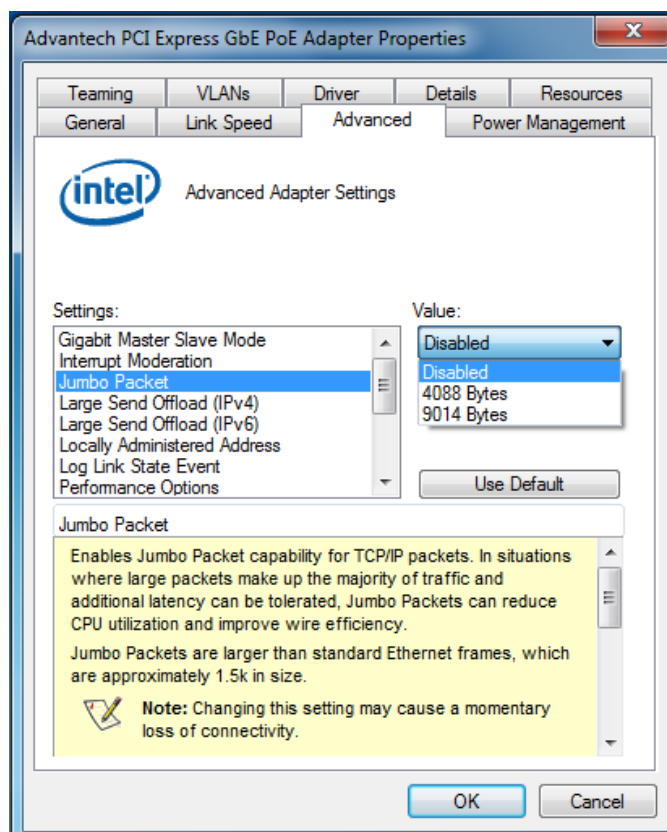 Advantech PCI Express GbE PoE Adapter Properties
Teaming
VLANs
Driver
Details
Resources
General
Link Speed
Advanced
Power Management
intel
Advanced Adapter Settings
Settings:
Value:
Gigabit Master Slave Mode
Interrupt Moderation
Jumbo Packet
Large Send Offload (IPv4)
Large Send Offload (IPv6)
Locally Administered Address
Log Link State Event
Performance Options
Disabled
Disabled
4088 Bytes
9014 Bytes
Use Default
Jumbo Packet
Enables Jumbo Packet capability for TCP/IP packets. In situations
where large packets make up the majority of traffic and
additional latency can be tolerated, Jumbo Packets can reduce
CPU utilization and improve wire efficiency.
Jumbo Packets are larger than standard Ethernet frames, which
are approximately 1.5k in size.
Note: Changing this setting may cause a momentary
loss of connectivity.
OK
Cancel